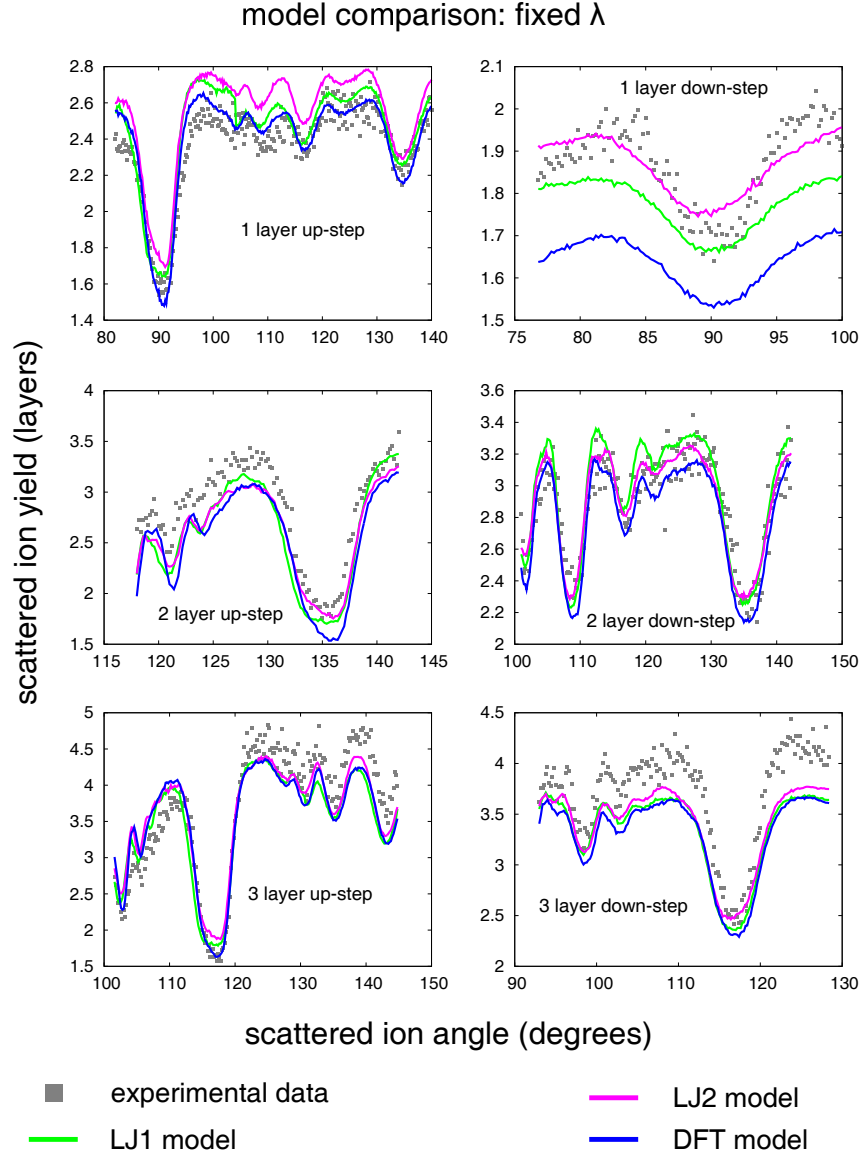 model comparison: fixed λ
scattered ion yield (layers)
2.8
2.6
2.4
2.2
2
1.8
1.6
1.4
80 90 100 110 120 130 140
1 layer up-step
2.1
2
1.9
1.8
1.7
1.6
1.5
75 80 85 90 95 100
1 layer down-step
4
3.5
3
2.5
2
1.5
115 120 125 130 135 140 145
2 layer up-step
3.6
3.4
3.2
3
2.8
2.6
2.4
2.2
2
100 110 120 130 140 150
2 layer down-step
5
4.5
4
3.5
3
2.5
2
1.5
100 110 120 130 140 150
3 layer up-step
4.5
4
3.5
3
2.5
2
90 100 110 120 130
3 layer down-step
scattered ion angle (degrees)
experimental data
LJ2 model
LJ1 model
DFT model